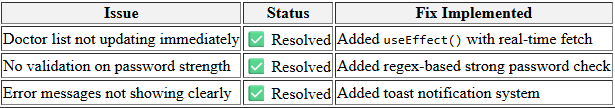 Issue Status Fix Implemented
Doctor list not updating immediately ✅ Resolved Added useEffect() with real-time fetch
No validation on password strength ✅ Resolved Added regex-based strong password check
Error messages not showing clearly ✅ Resolved Added toast notification system